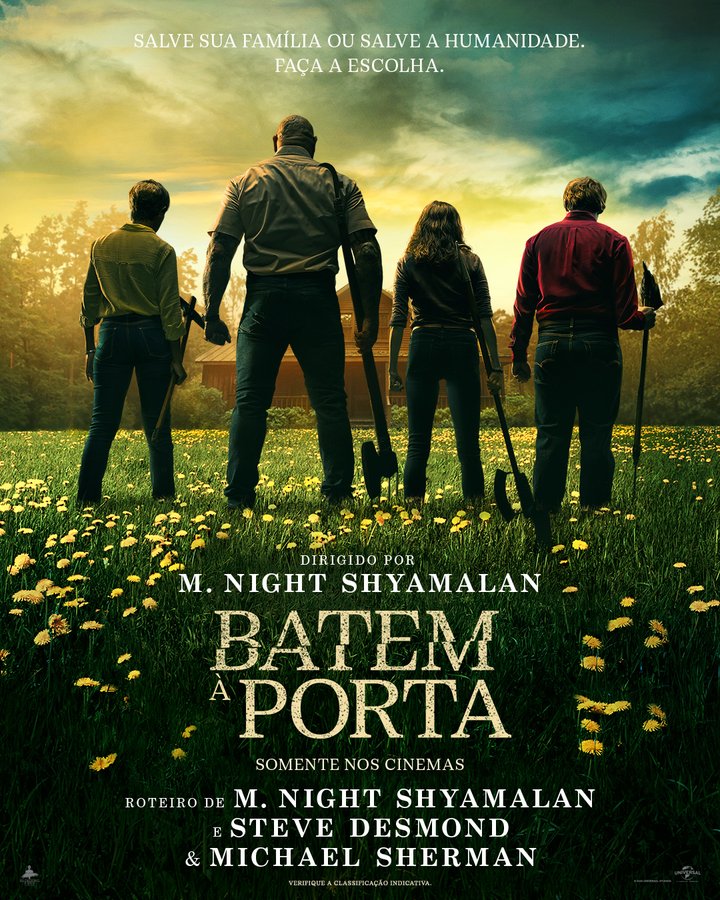 SALVE SUA FAMÍLIA OU SALVE A HUMANIDADE.
FAÇA A ESCOLHA.
DIRIGIDO POR
M. NIGHT SHYAMALAN
BATEM
À PORTA
SOMENTE NOS CINEMAS
ROTEIRO DE M. NIGHT SHYAMALAN
E STEVE DESMOND
& MICHAEL SHERMAN
VERIFIQUE A CLASSIFICAÇÃO INDICATIVA.
UNIVERSAL